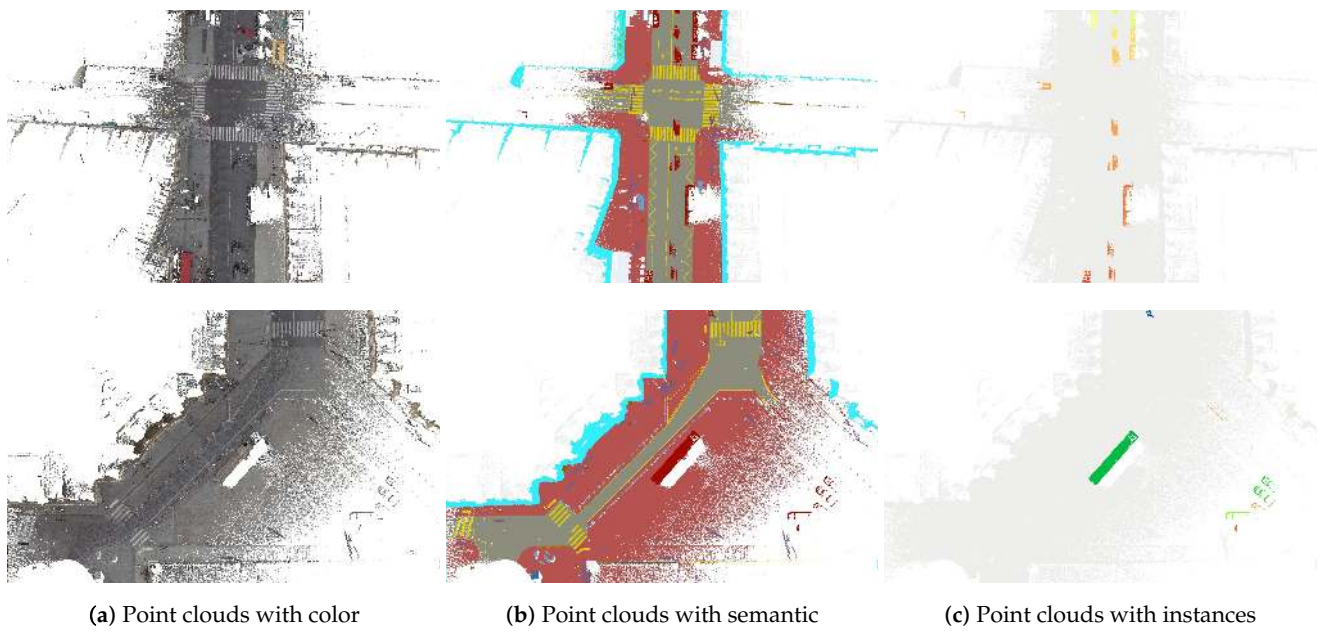 (a) Point clouds with color
(b) Point clouds with semantic
(c) Point clouds with instances